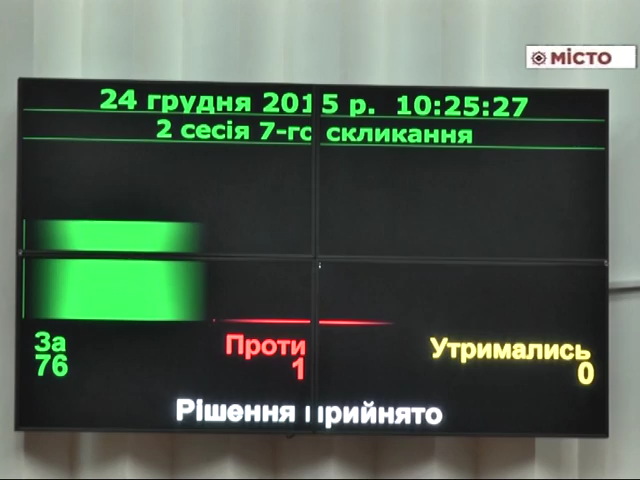 МІСТО
24 грудня 2015 р. 10:25:27
2 сесія 7-го скликання
За Проти Утримались
76 1 0
Рішення прийнято